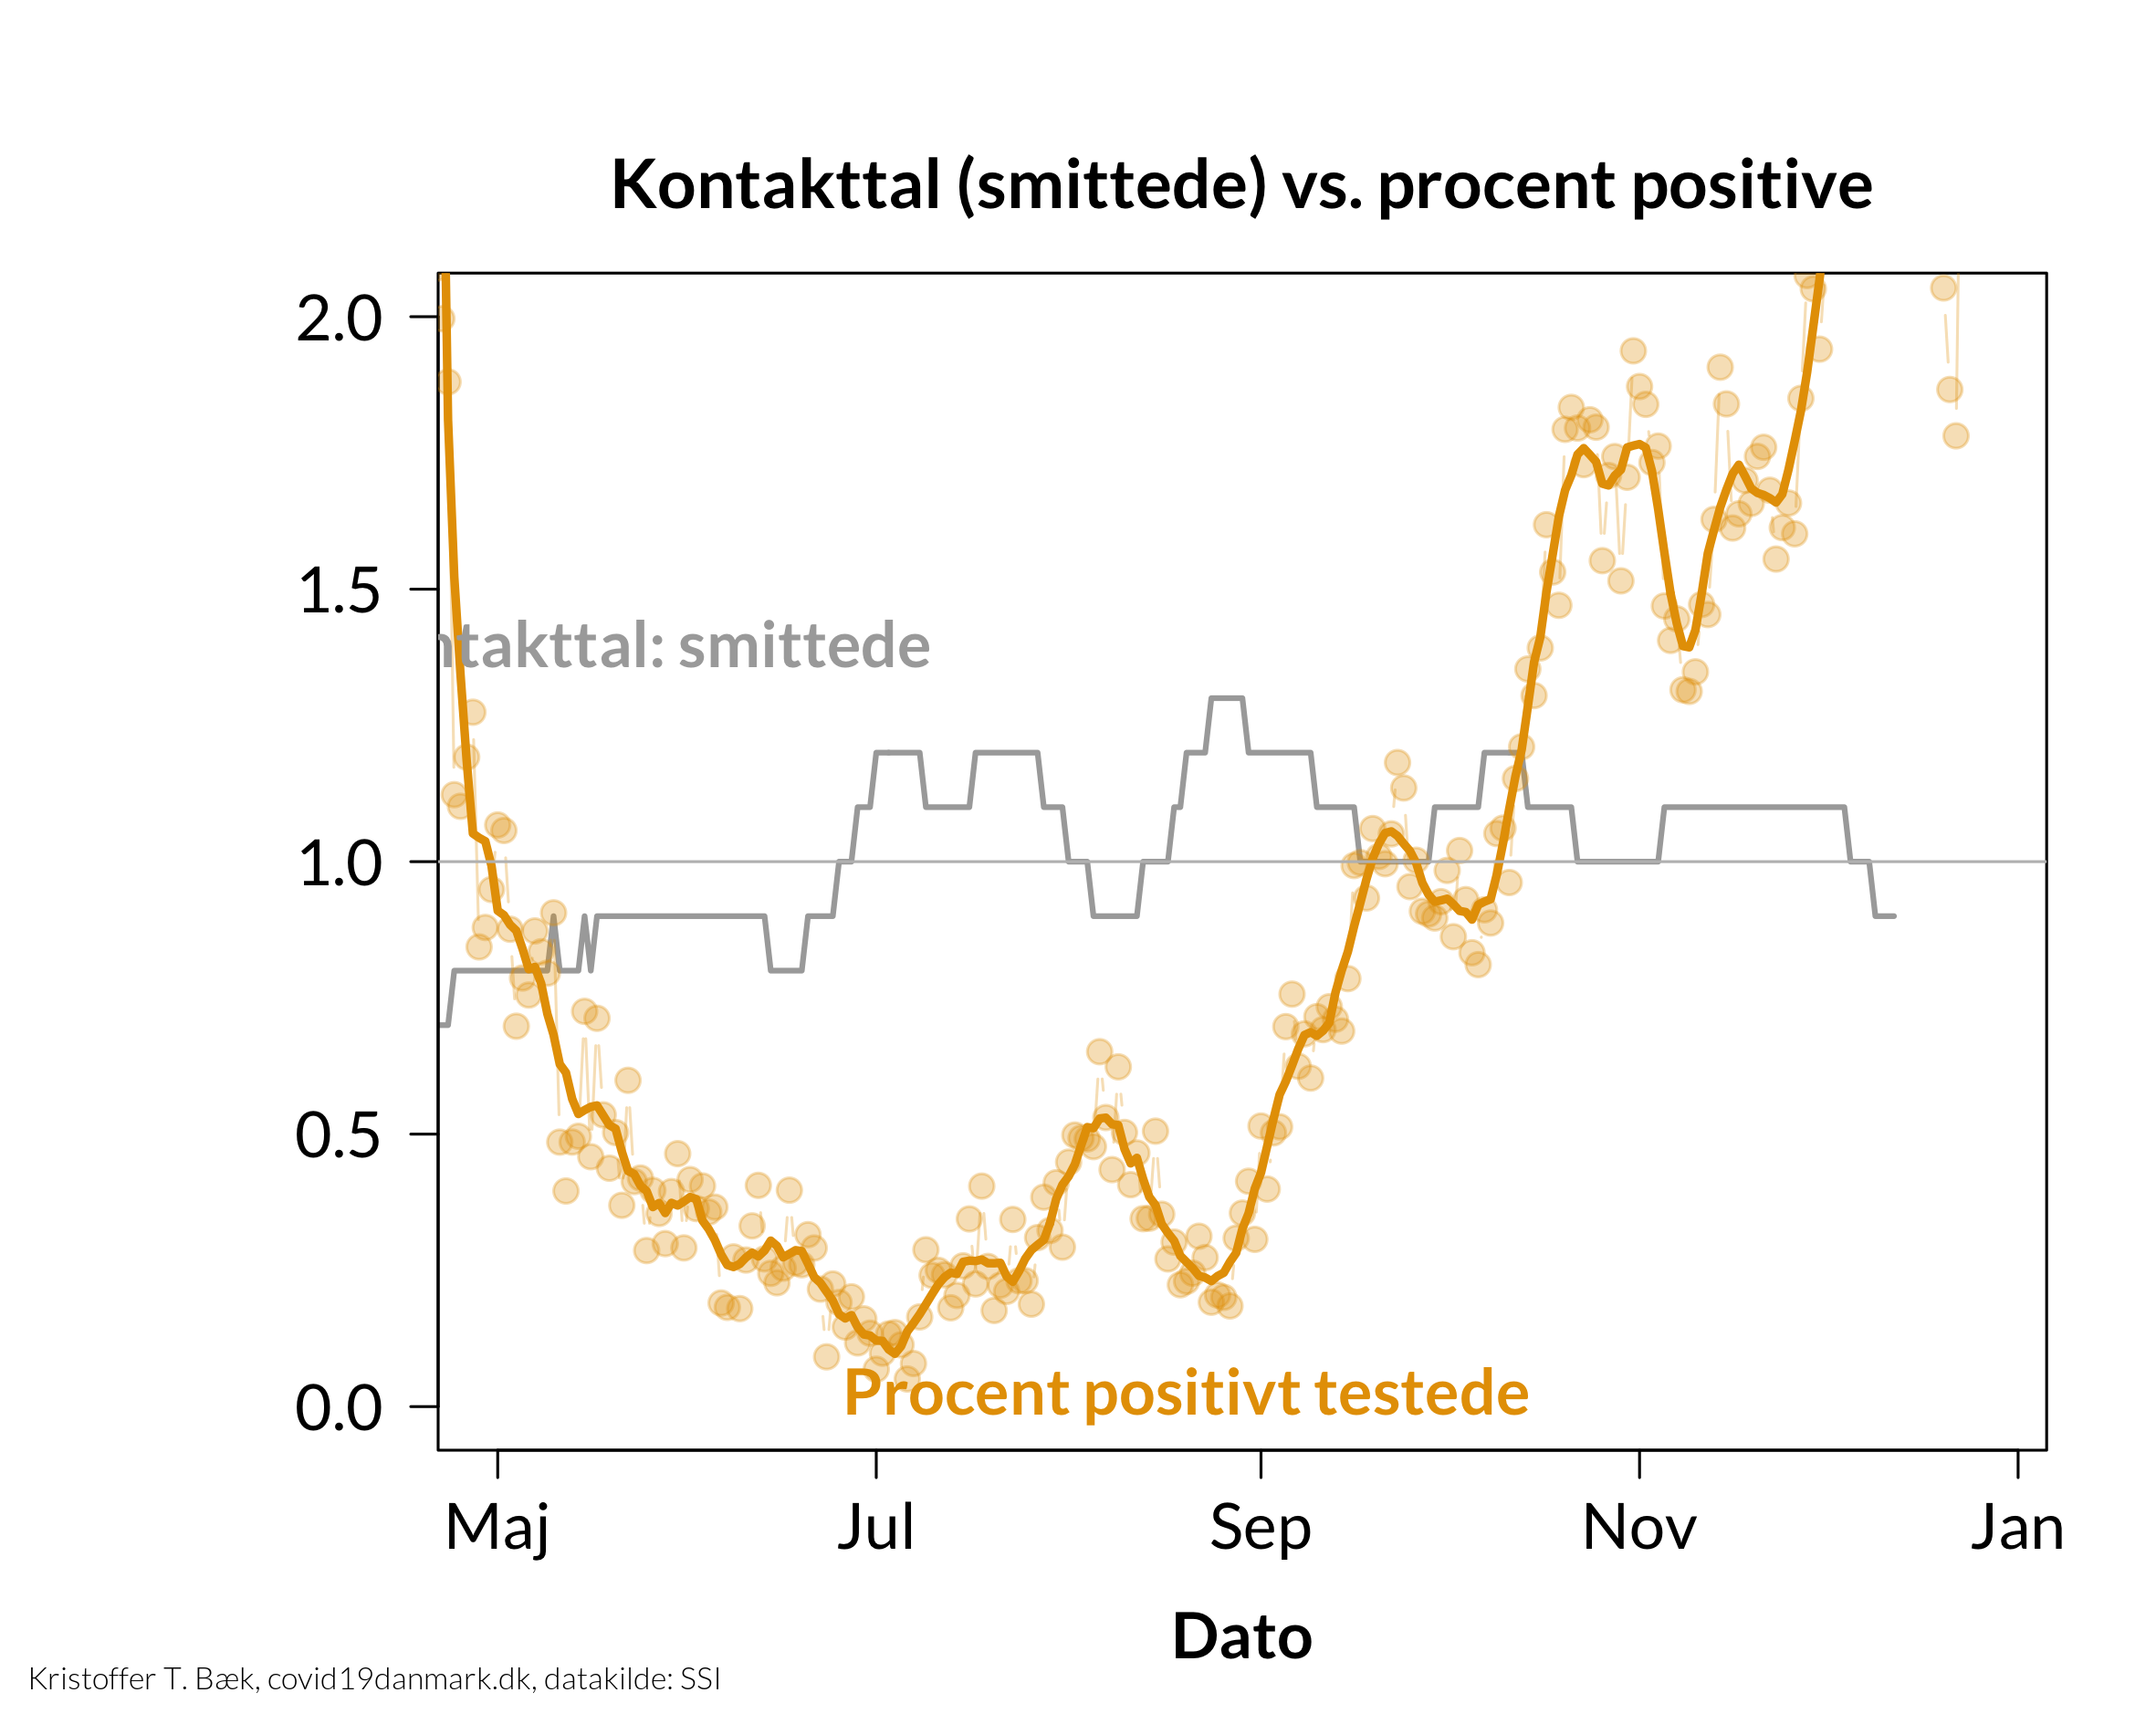 Kontakttal (smittede) vs. procent positive
2.0
1.5
ntakttal: smittede
1.0
0.5
0.0
Procent positivt testede
Maj Jul Sep Nov Jan
Dato
Kristoffer T. Bæk, covid19danmark.dk, datakilde: SSI